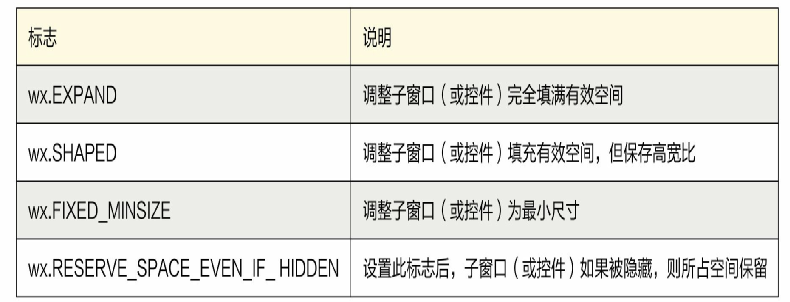 标志 说明
wx.EXPAND 调整子窗口（或控件）完全填满有效空间
wx.SHAPED 调整子窗口（或控件）填充有效空间，但保存高宽比
wx.FIXED_MINSIZE 调整子窗口（或控件）为最小尺寸
wx.RESERVE_SPACE_EVEN_IF_ HIDDEN 设置此标志后，子窗口（或控件）如果被隐藏，则所占空间保留